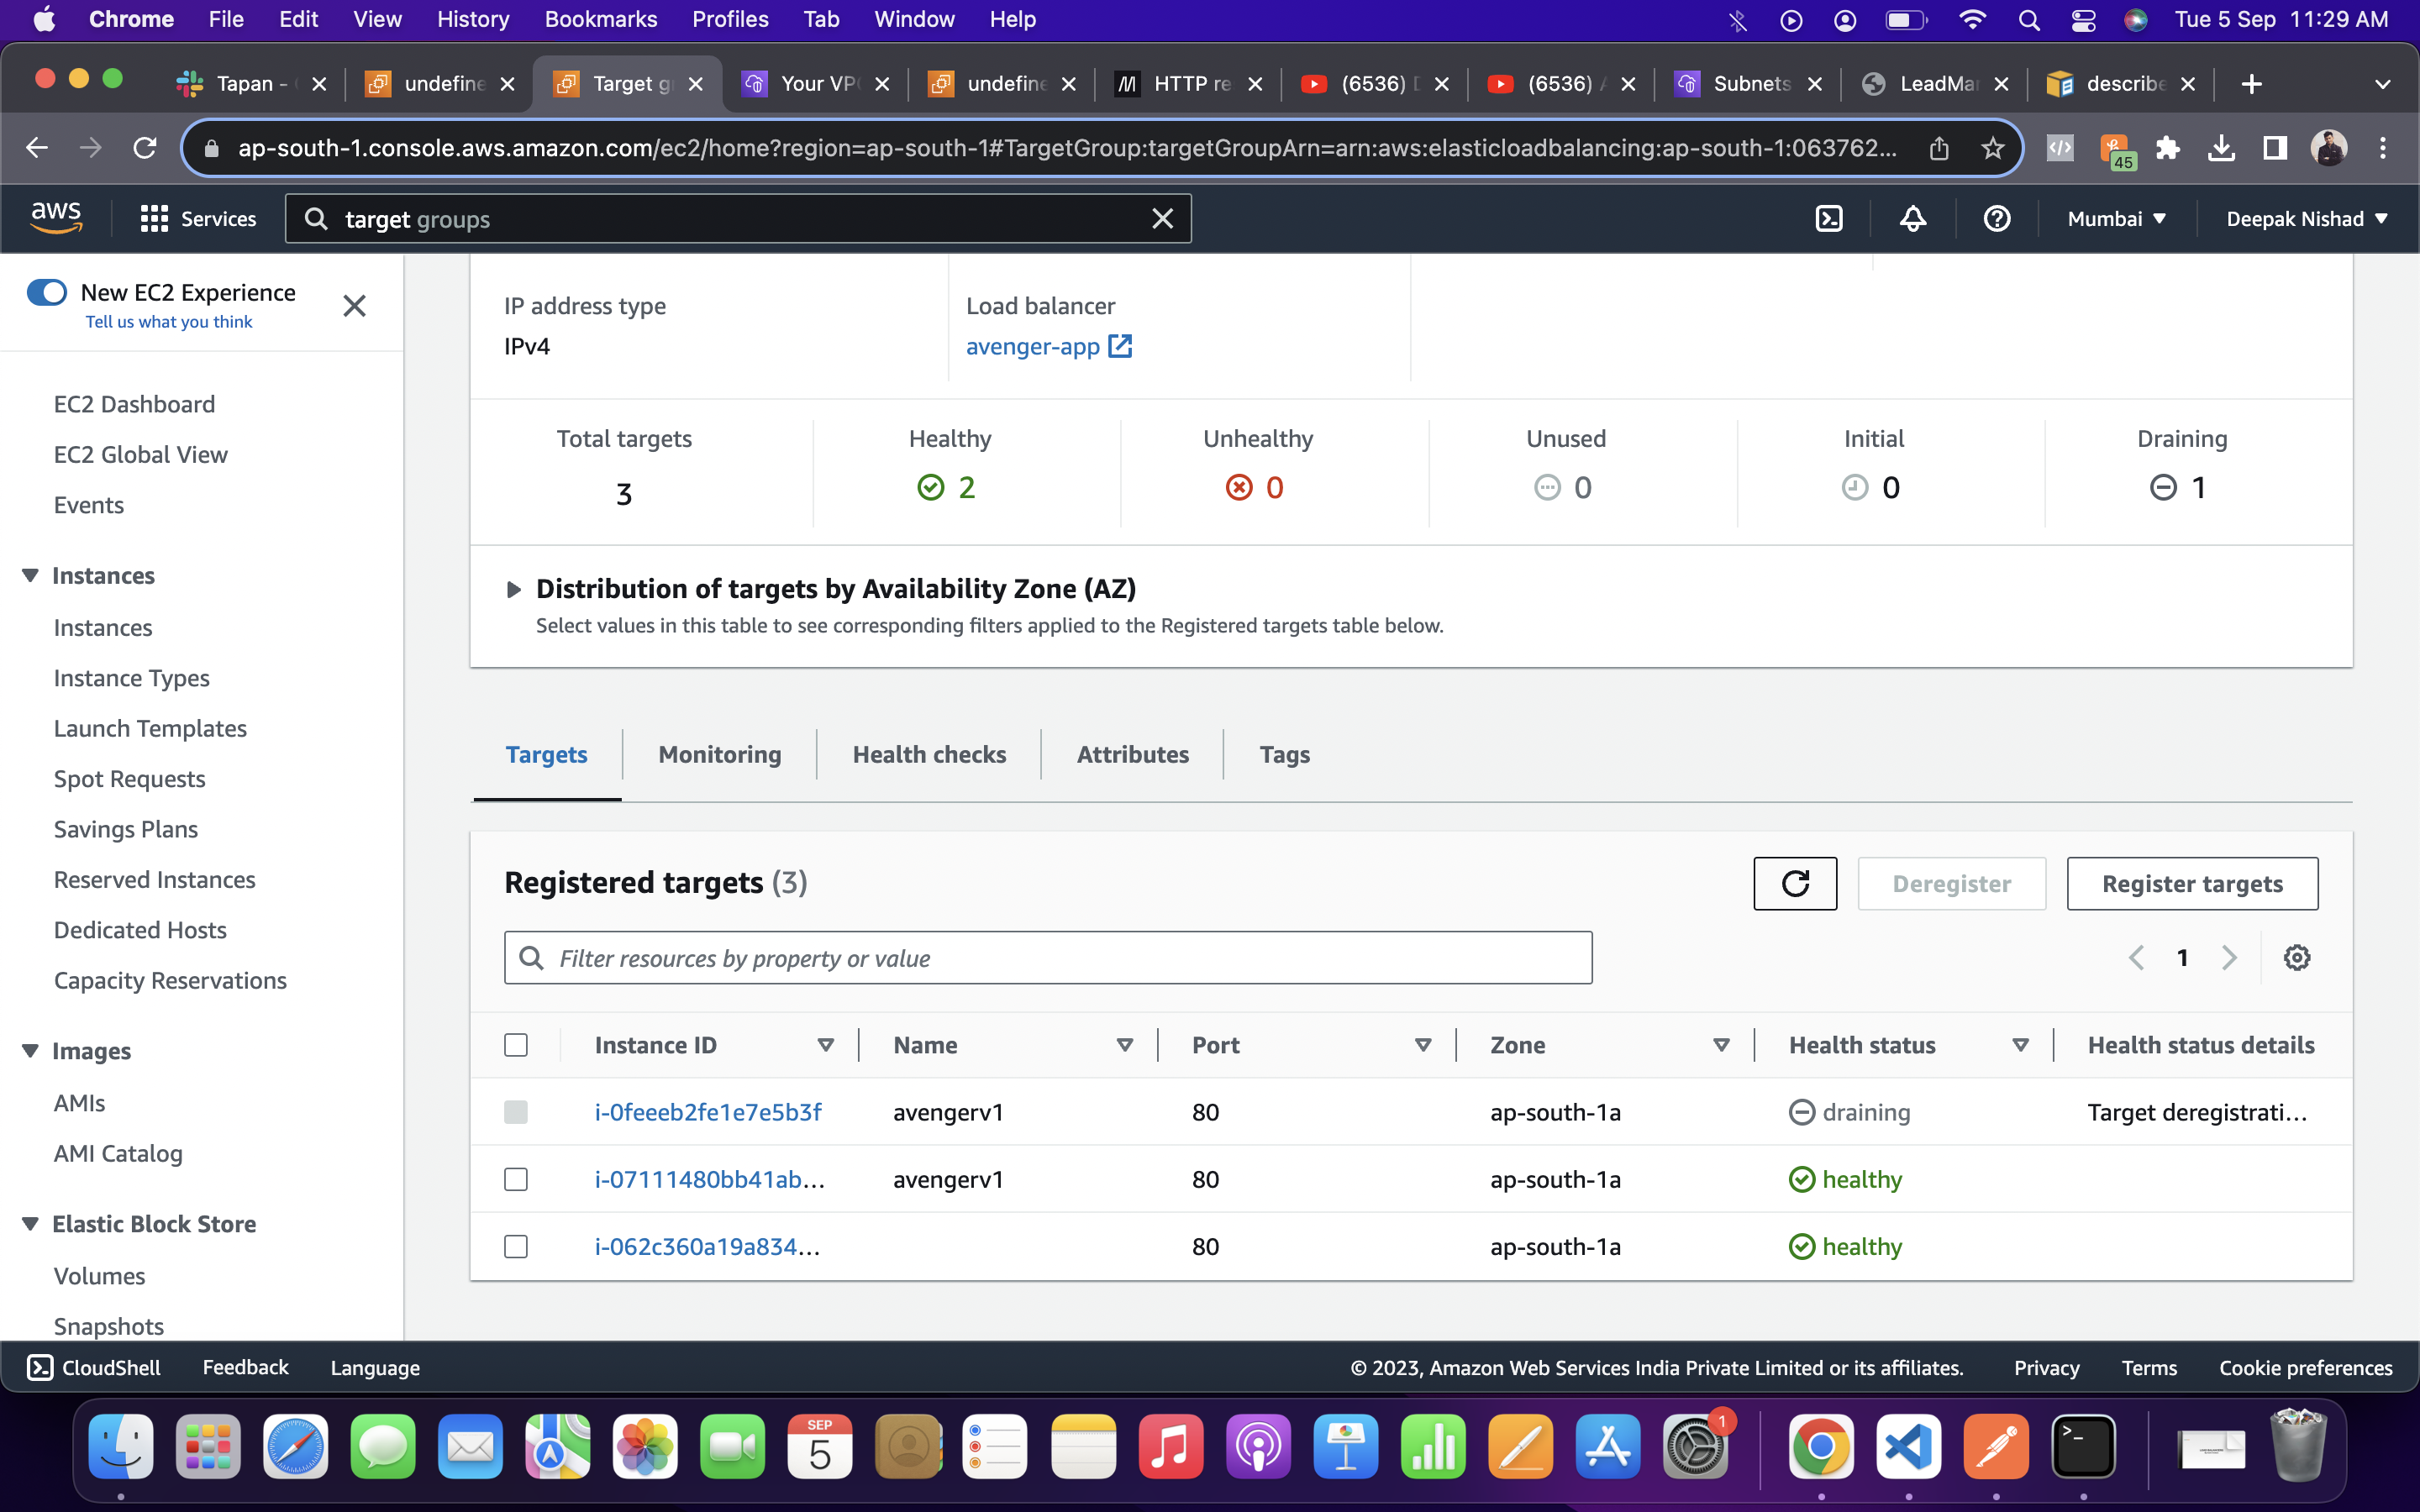 Chrome File Edit View History Bookmarks Profiles Tab Window Help Tue 5 Sep 11:29 AM
Tapan - undefine Target g Your VP undefine HTTP re (6536) (6536) Subnets LeadMa describe
ap-south-1.console.aws.amazon.com/ec2/home?region=ap-south-1#TargetGroup:targetGroupArn=arn:aws:elasticloadbalancing:ap-south-1:063762... 45
aws Services target groups Mumbai Deepak Nishad
New EC2 Experience
Tell us what you think
EC2 Dashboard
EC2 Global View
Events
Instances
Instances
Instance Types
Launch Templates
Spot Requests
Savings Plans
Reserved Instances
Dedicated Hosts
Capacity Reservations
Images
AMIs
AMI Catalog
Elastic Block Store
Volumes
Snapshots
IP address type Load balancer
IPv4 avenger-app
Total targets Healthy Unhealthy Unused Initial Draining
3 2 0 0 0 1
Distribution of targets by Availability Zone (AZ)
Select values in this table to see corresponding filters applied to the Registered targets table below.
Targets Monitoring Health checks Attributes Tags
Registered targets (3) Deregister Register targets
Filter resources by property or value 1
Instance ID Name Port Zone Health status Health status details
i-0feeeb2fe1e7e5b3f avengerv1 80 ap-south-1a draining Target deregistrati...
i-07111480bb41ab... avengerv1 80 ap-south-1a healthy
i-062c360a19a834... 80 ap-south-1a healthy
CloudShell Feedback Language © 2023, Amazon Web Services India Private Limited or its affiliates. Privacy Terms Cookie preferences
SEP
5
1